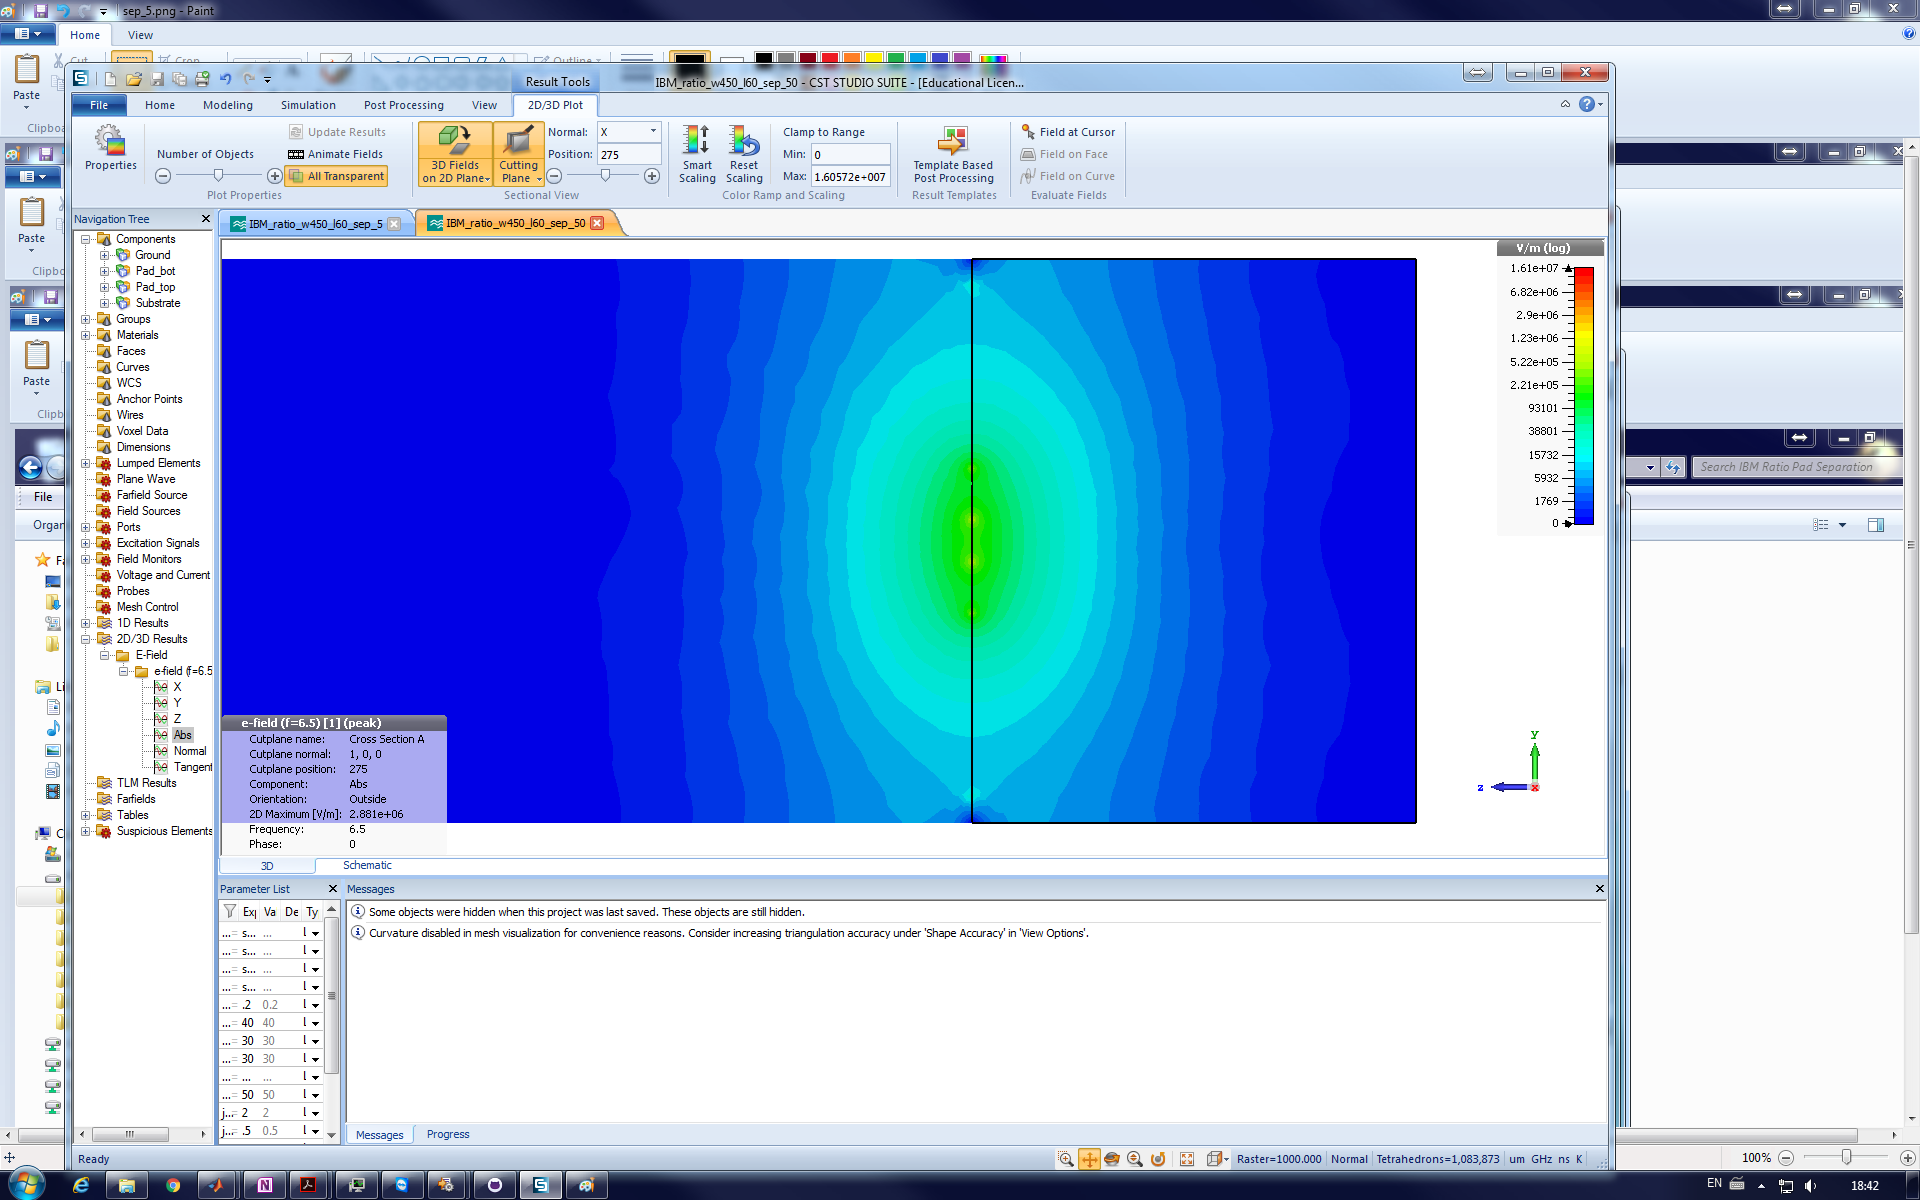 sep_5.png - Paint
Home View
Paste
Cut
Crop
Outline
Clipboa
Result Tools
IBM_ratio_w450_l60_sep_50 - CST STUDIO SUITE - [Educational Licen...
File Home Modeling Simulation Post Processing View 2D/3D Plot
Properties
Number of Objects
Update Results
Animate Fields
All Transparent
Plot Properties
3D Fields
on 2D Plane
Cutting
Plane
Normal: X
Position: 275
Sectional View
Smart
Scaling
Reset
Scaling
Clamp to Range
Min: 0
Max: 1.60572e+007
Color Ramp and Scaling
Template Based
Post Processing
Result Templates
Field at Cursor
Field on Face
Field on Curve
Evaluate Fields
Navigation Tree
Components
Ground
Pad_bot
Pad_top
Substrate
Groups
Materials
Faces
Curves
WCS
Anchor Points
Wires
Voxel Data
Dimensions
Lumped Elements
Plane Wave
Farfield Source
Field Sources
Ports
Excitation Signals
Field Monitors
Voltage and Current
Probes
Mesh Control
1D Results
2D/3D Results
E-Field
e-field (f=6.5
X
Y
Z
Abs
Normal
Tangent
TLM Results
Farfields
Tables
Suspicious Elements
IBM_ratio_w450_l60_sep_5
IBM_ratio_w450_l60_sep_50
V/m (log)
1.61e+07
6.82e+06
2.9e+06
1.23e+06
5.22e+05
2.21e+05
93101
38801
15732
5932
1769
0
y
z
x
e-field (f=6.5) [1] (peak)
Cutplane name: Cross Section A
Cutplane normal: 1, 0, 0
Cutplane position: 275
Component: Abs
Orientation: Outside
2D Maximum [V/m]: 2.881e+06
Frequency: 6.5
Phase: 0
3D Schematic
Parameter List
Exp Va De Ty
...= s... ...
...= s... ...
...= s... ...
...= s... ...
...= .2 0.2
...= 40 40
...= 30 30
...= 30 30
...= ... ...
...= 50 50
j...= 2 2
j...= .5 0.5
Messages
Some objects were hidden when this project was last saved. These objects are still hidden.
Curvature disabled in mesh visualization for convenience reasons. Consider increasing triangulation accuracy under 'Shape Accuracy' in 'View Options'.
Messages Progress
Ready
Raster=1000.000 Normal Tetrahedrons=1,083,873 um GHz ns K
Paste
Clipbo
Paste
Clipb
File
Organ
Fa
Li
C
Search IBM Ratio Pad Separation
100%
EN
18:42